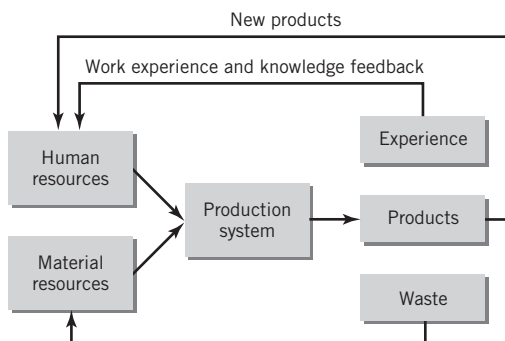 New products
Work experience and knowledge feedback
Human
resources
Experience
Production
system
Products
Material
resources
Waste